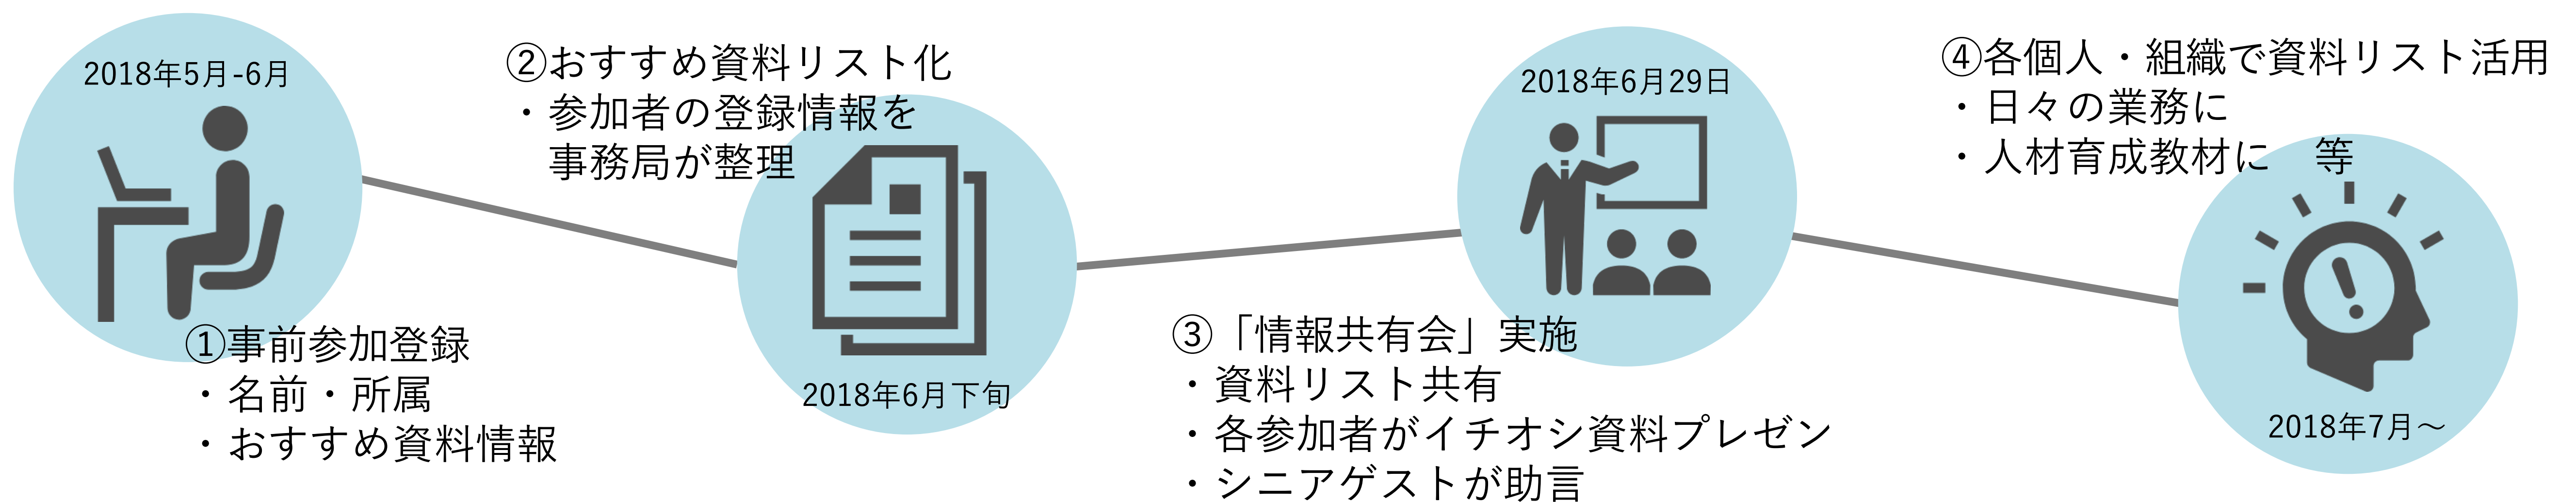 2018年5月-6月
①事前参加登録
・名前・所属
・おすすめ資料情報
②おすすめ資料リスト化
・参加者の登録情報を
事務局が整理
2018年6月下旬
2018年6月29日
③「情報共有会」実施
・資料リスト共有
・各参加者がイチオシ資料プレゼン
・シニアゲストが助言
④各個人・組織で資料リスト活用
・日々の業務に
・人材育成教材に　等
2018年7月～